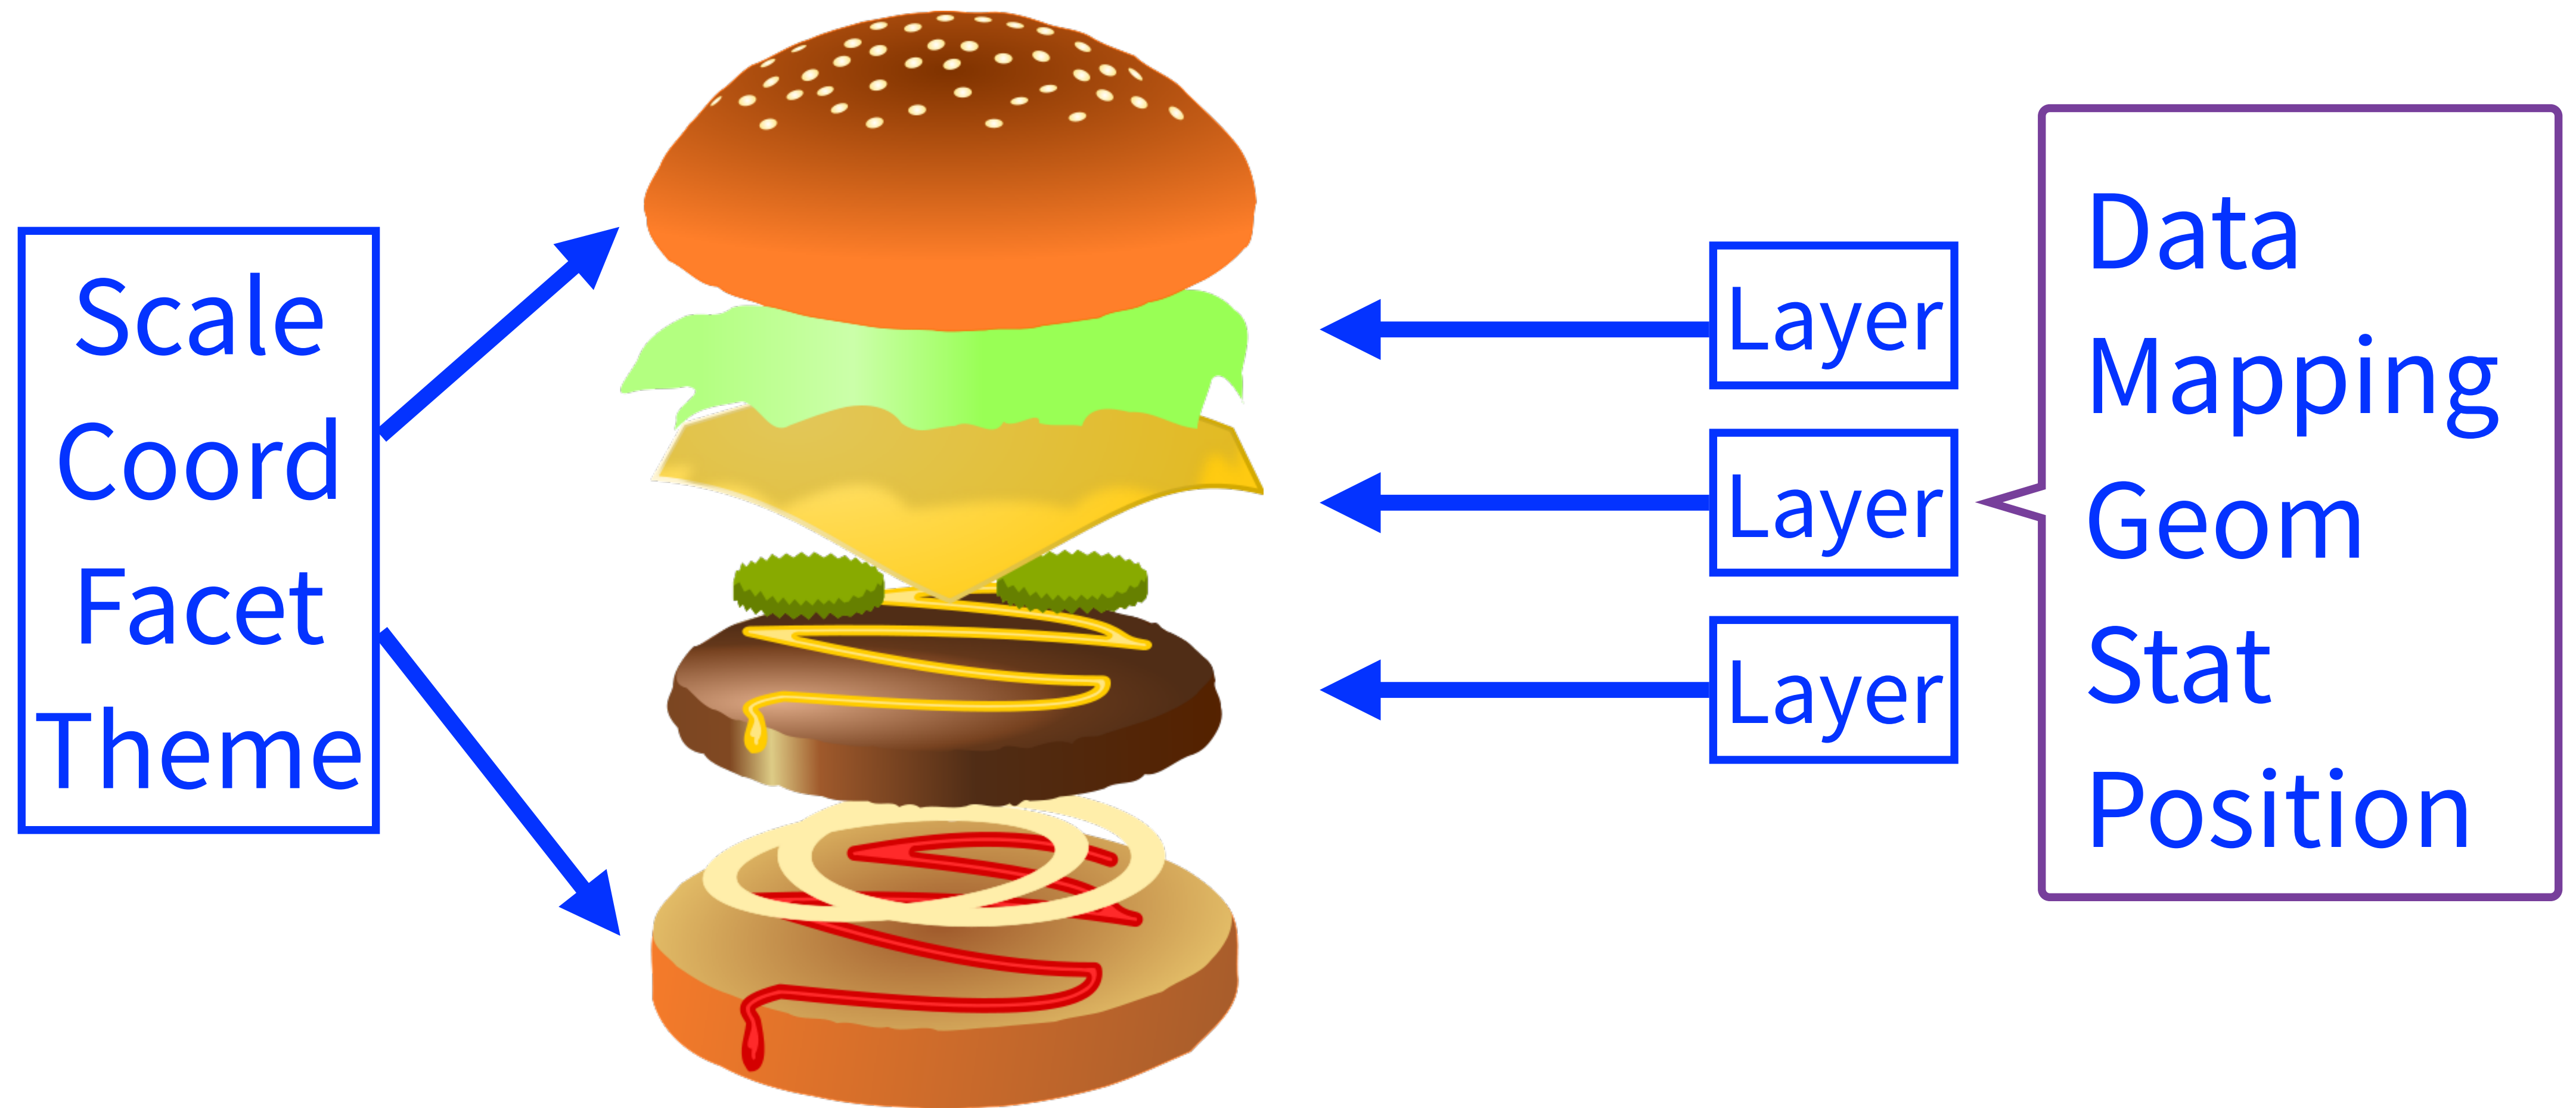 Scale
Coord
Facet
Theme
Layer
Layer
Layer
Data
Mapping
Geom
Stat
Position